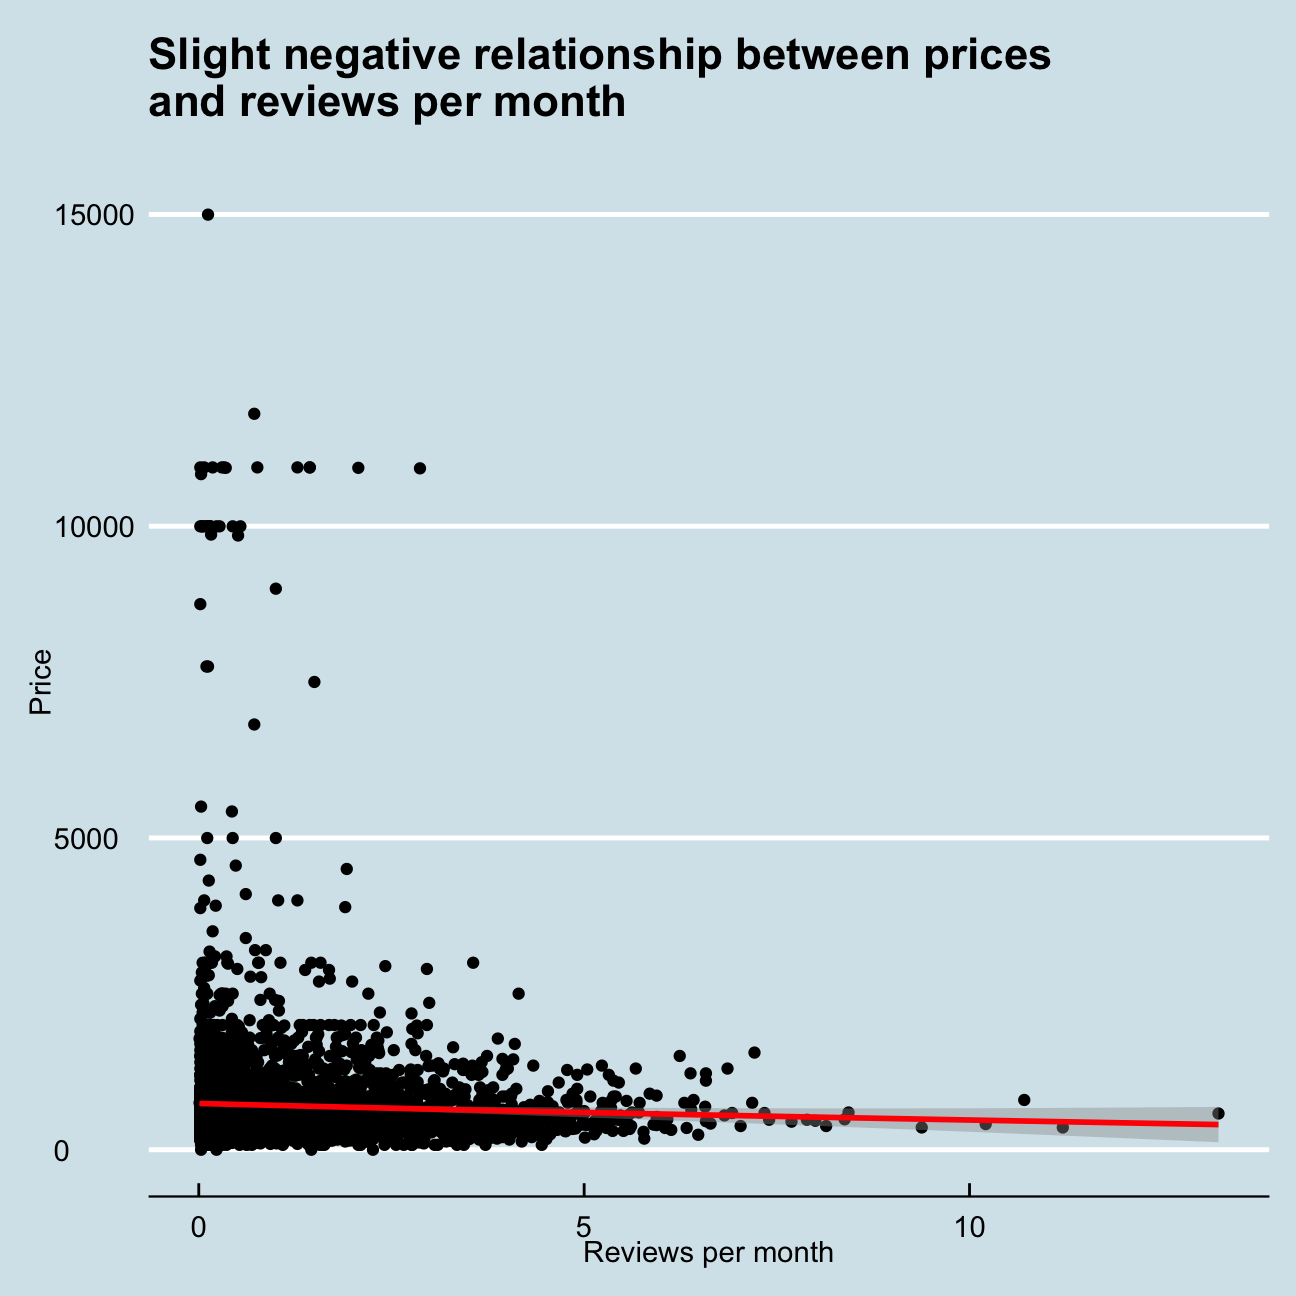 Slight negative relationship between prices
and reviews per month
15000
10000
5000
0
Price
0 5 10
Reviews per month